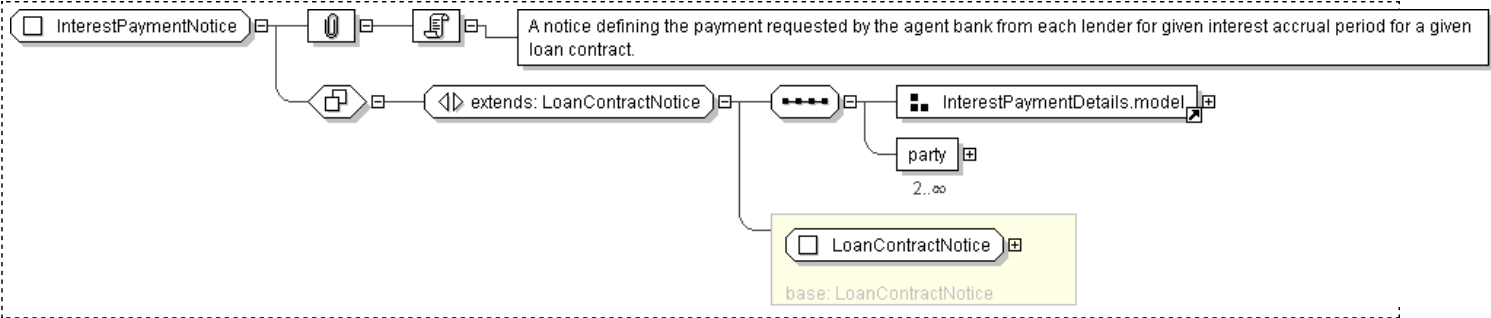 InterestPaymentNotice
A notice defining the payment requested by the agent bank from each lender for given interest accrual period for a given
loan contract.
extends: LoanContractNotice
InterestPaymentDetails.model
party
2..∞
LoanContractNotice
base: LoanContractNotice